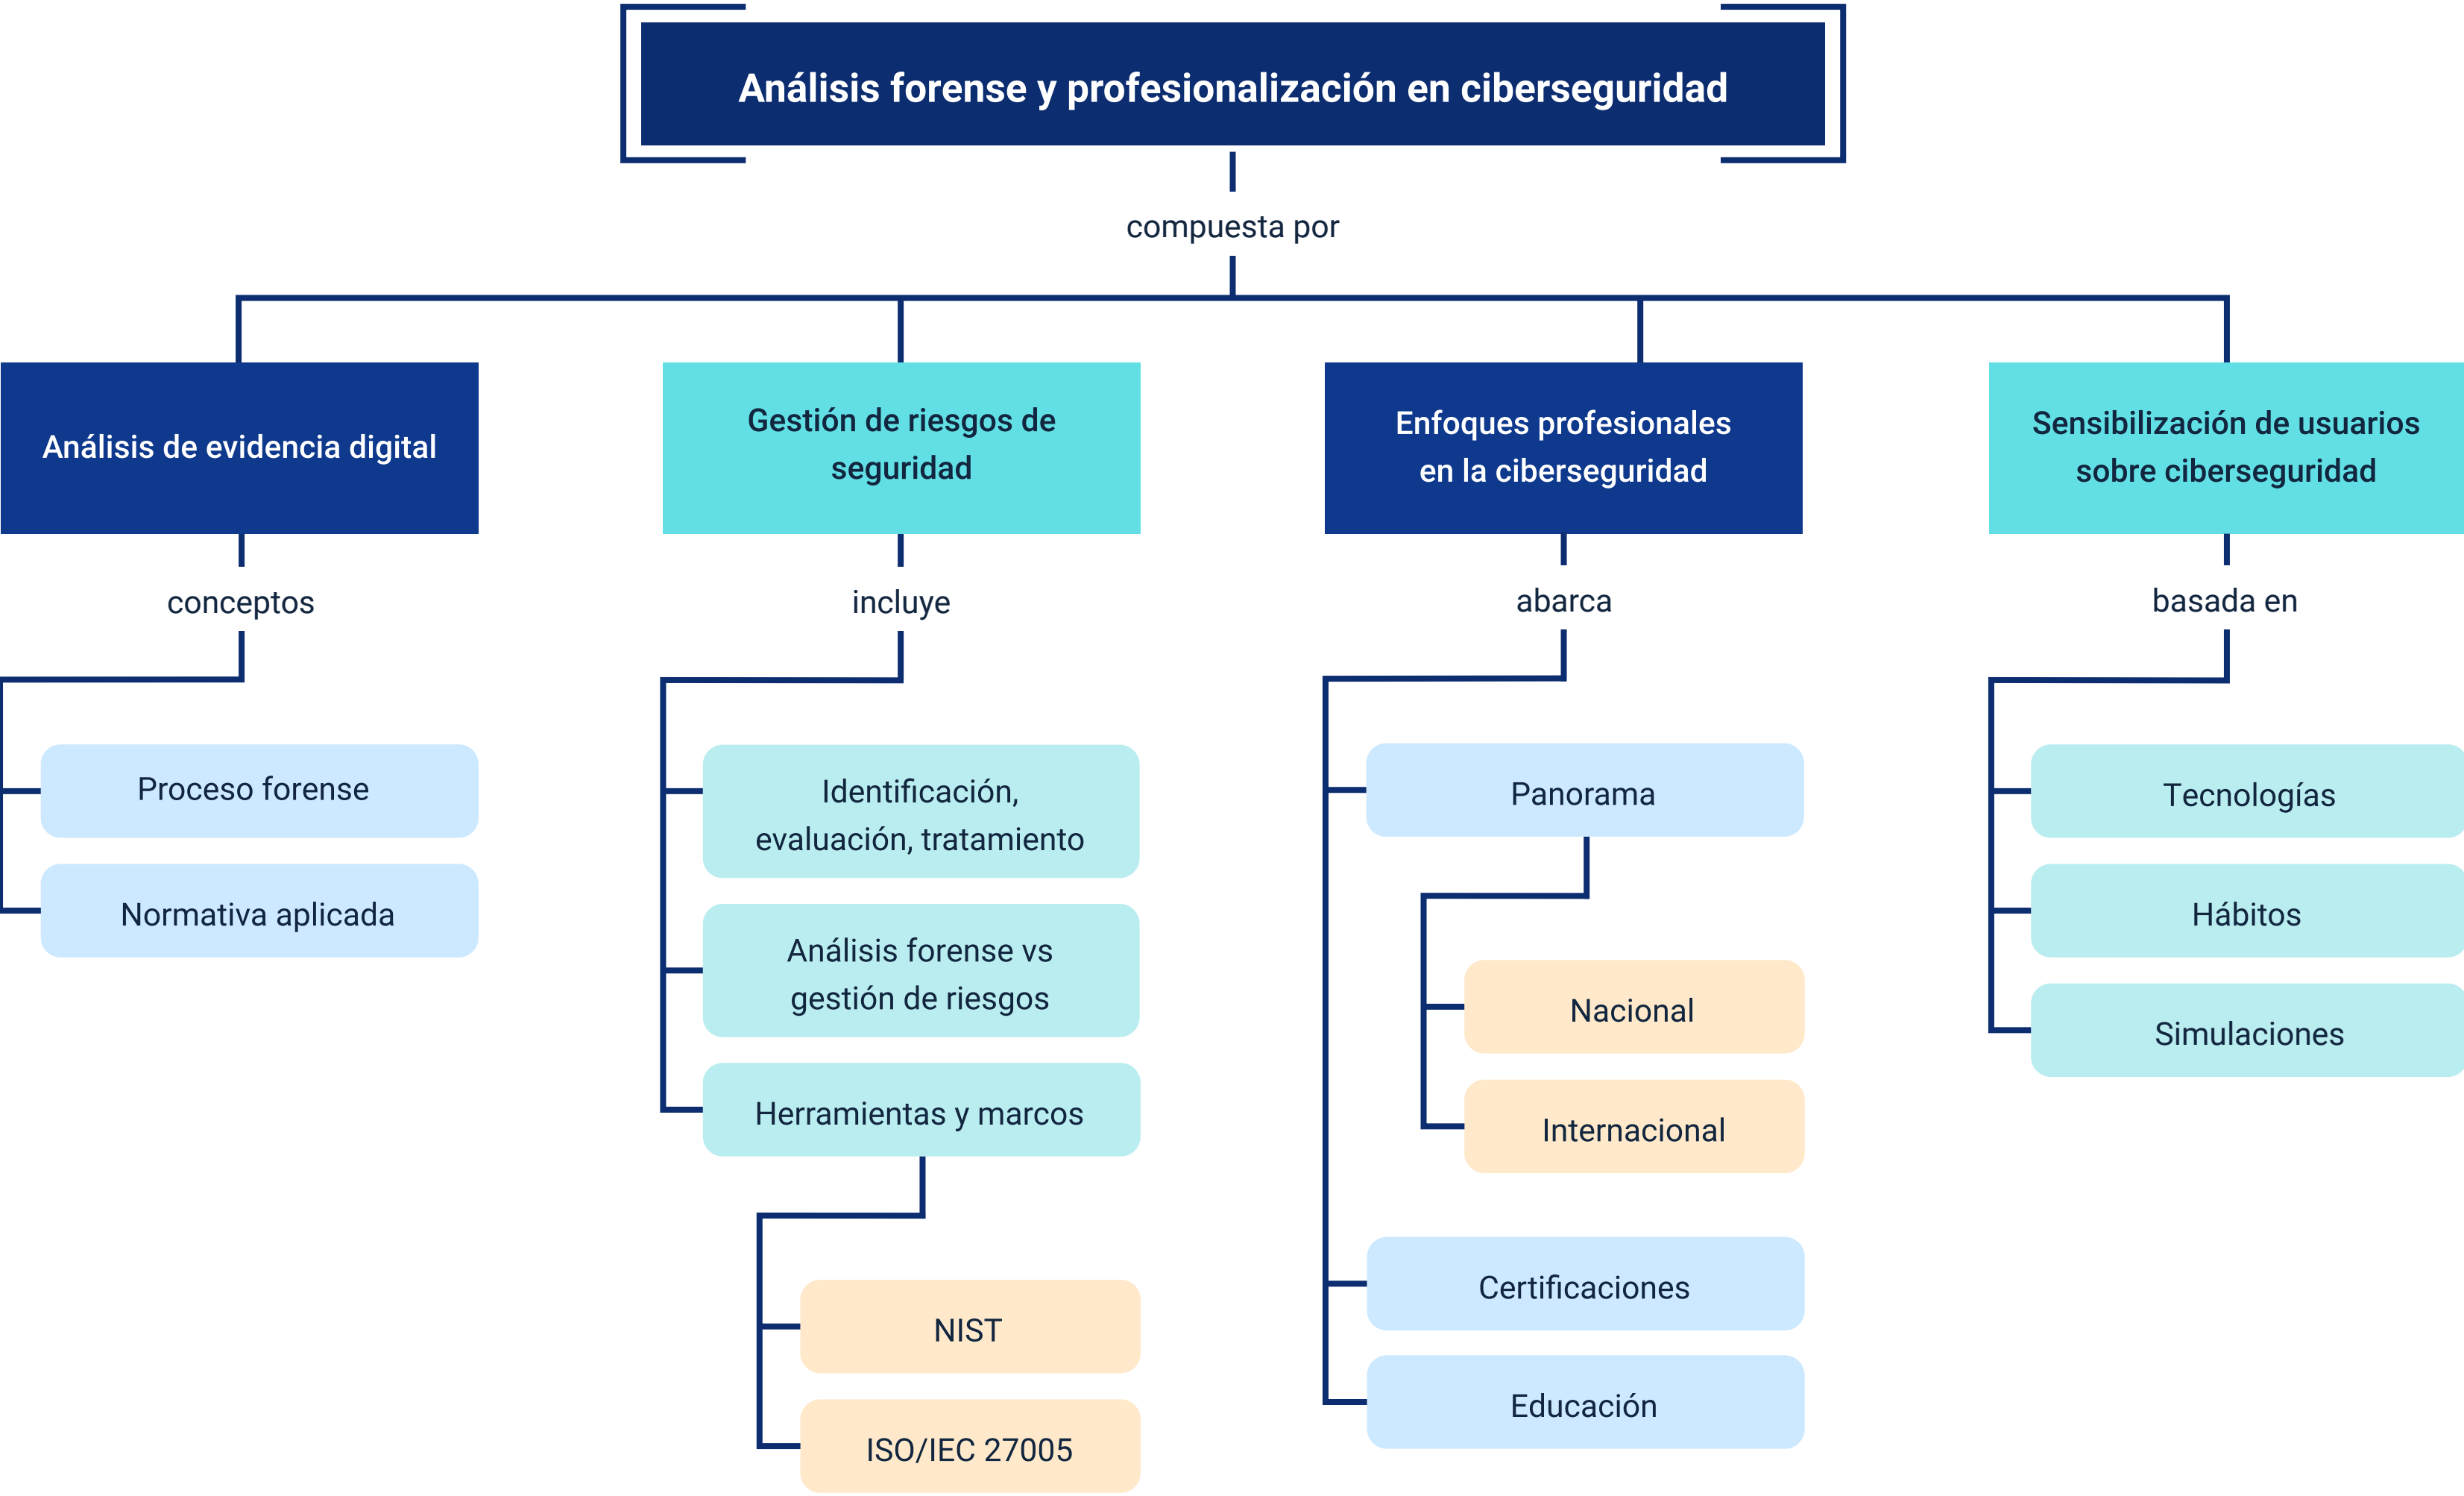 Análisis forense y profesionalización en ciberseguridad
compuesta por
Análisis de evidencia digital
conceptos
Proceso forense
Normativa aplicada
Gestión de riesgos de
seguridad
incluye
Identificación,
evaluación, tratamiento
Análisis forense vs
gestión de riesgos
Herramientas y marcos
NIST
ISO/IEC 27005
Enfoques profesionales
en la ciberseguridad
abarca
Panorama
Nacional
Internacional
Certificaciones
Educación
Sensibilización de usuarios
sobre ciberseguridad
basada en
Tecnologías
Hábitos
Simulaciones